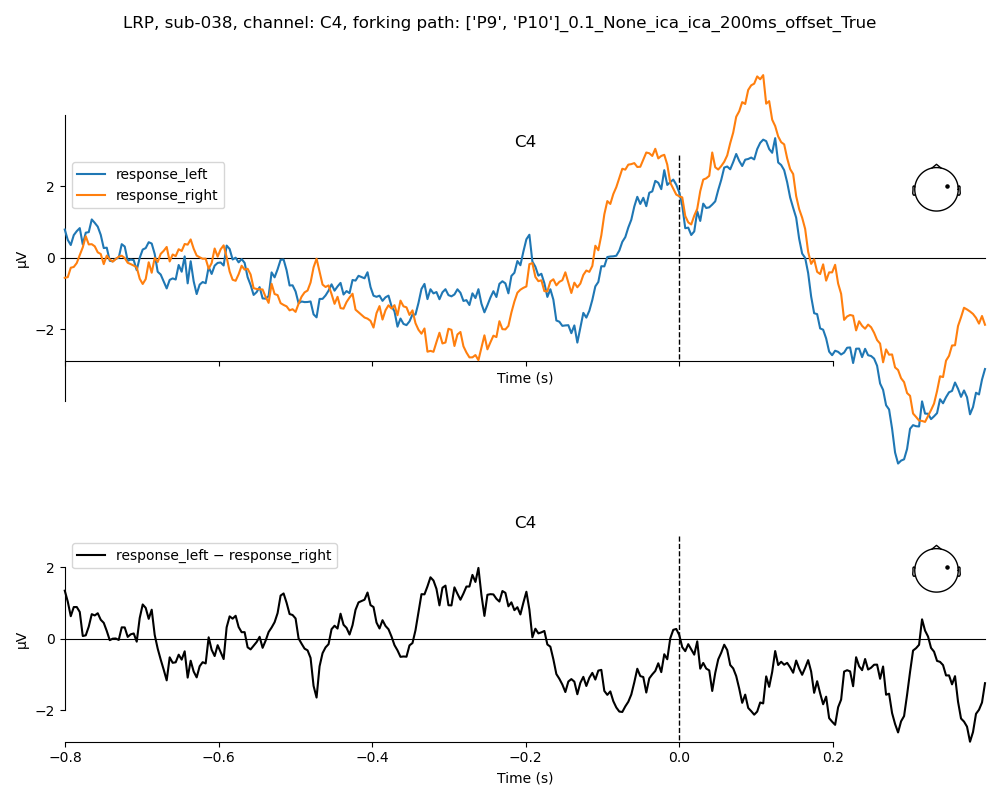 LRP, sub-038, channel: C4, forking path: ['P9', 'P10']_0.1_None_ica_ica_200ms_offset_True
C4
response_left
response_right
2
0
−2
µV
Time (s)
C4
response_left − response_right
2
0
−2
µV
−0.8
−0.6
−0.4
−0.2
0.0
0.2
Time (s)